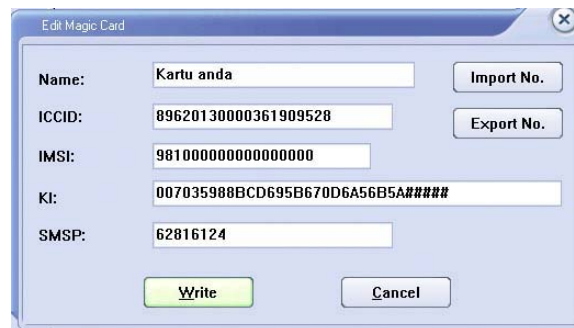 Edit Magic Card
Name: Kartu anda
Import No.
ICCID: 89620130000361909528
Export No.
IMSI: 981000000000000000
KI: 007035988BCD695B670D6A56B5A#####
SMSP: 62816124
Write Cancel